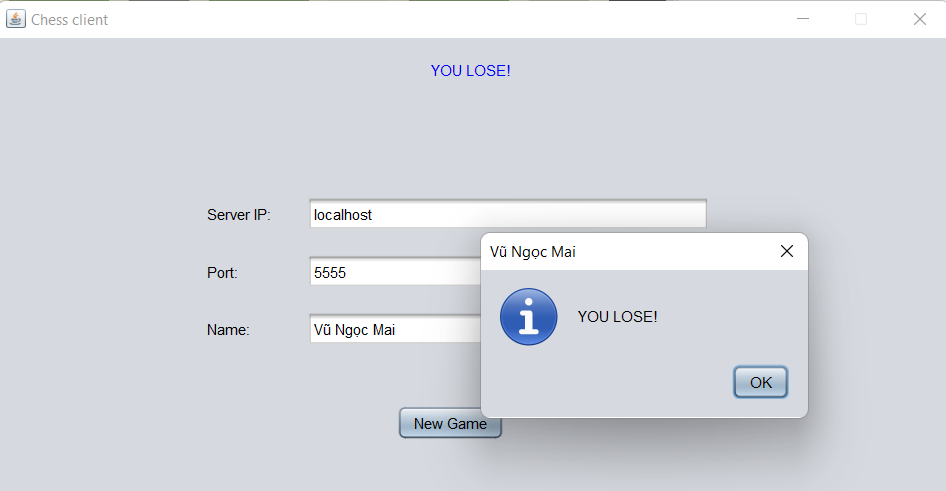 Chess client
YOU LOSE!
Server IP: localhost
Port: 5555
Name: Vũ Ngọc Mai
New Game
Vũ Ngọc Mai
YOU LOSE!
OK